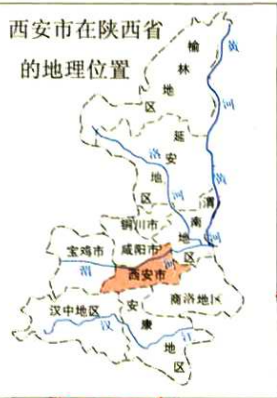 西安市在陕西省
的地理位置
榆林地区
黄河
延安地区
洛河
黄河
渭南地区
铜川市
宝鸡市
咸阳市
渭河
西安市
商洛地区
汉中地区
安康地区
汉江